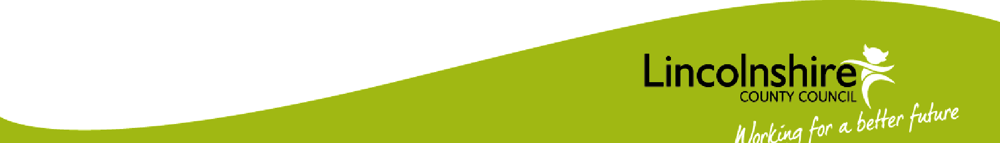 Lincolnshire
COUNTY COUNCIL
Working for a better future